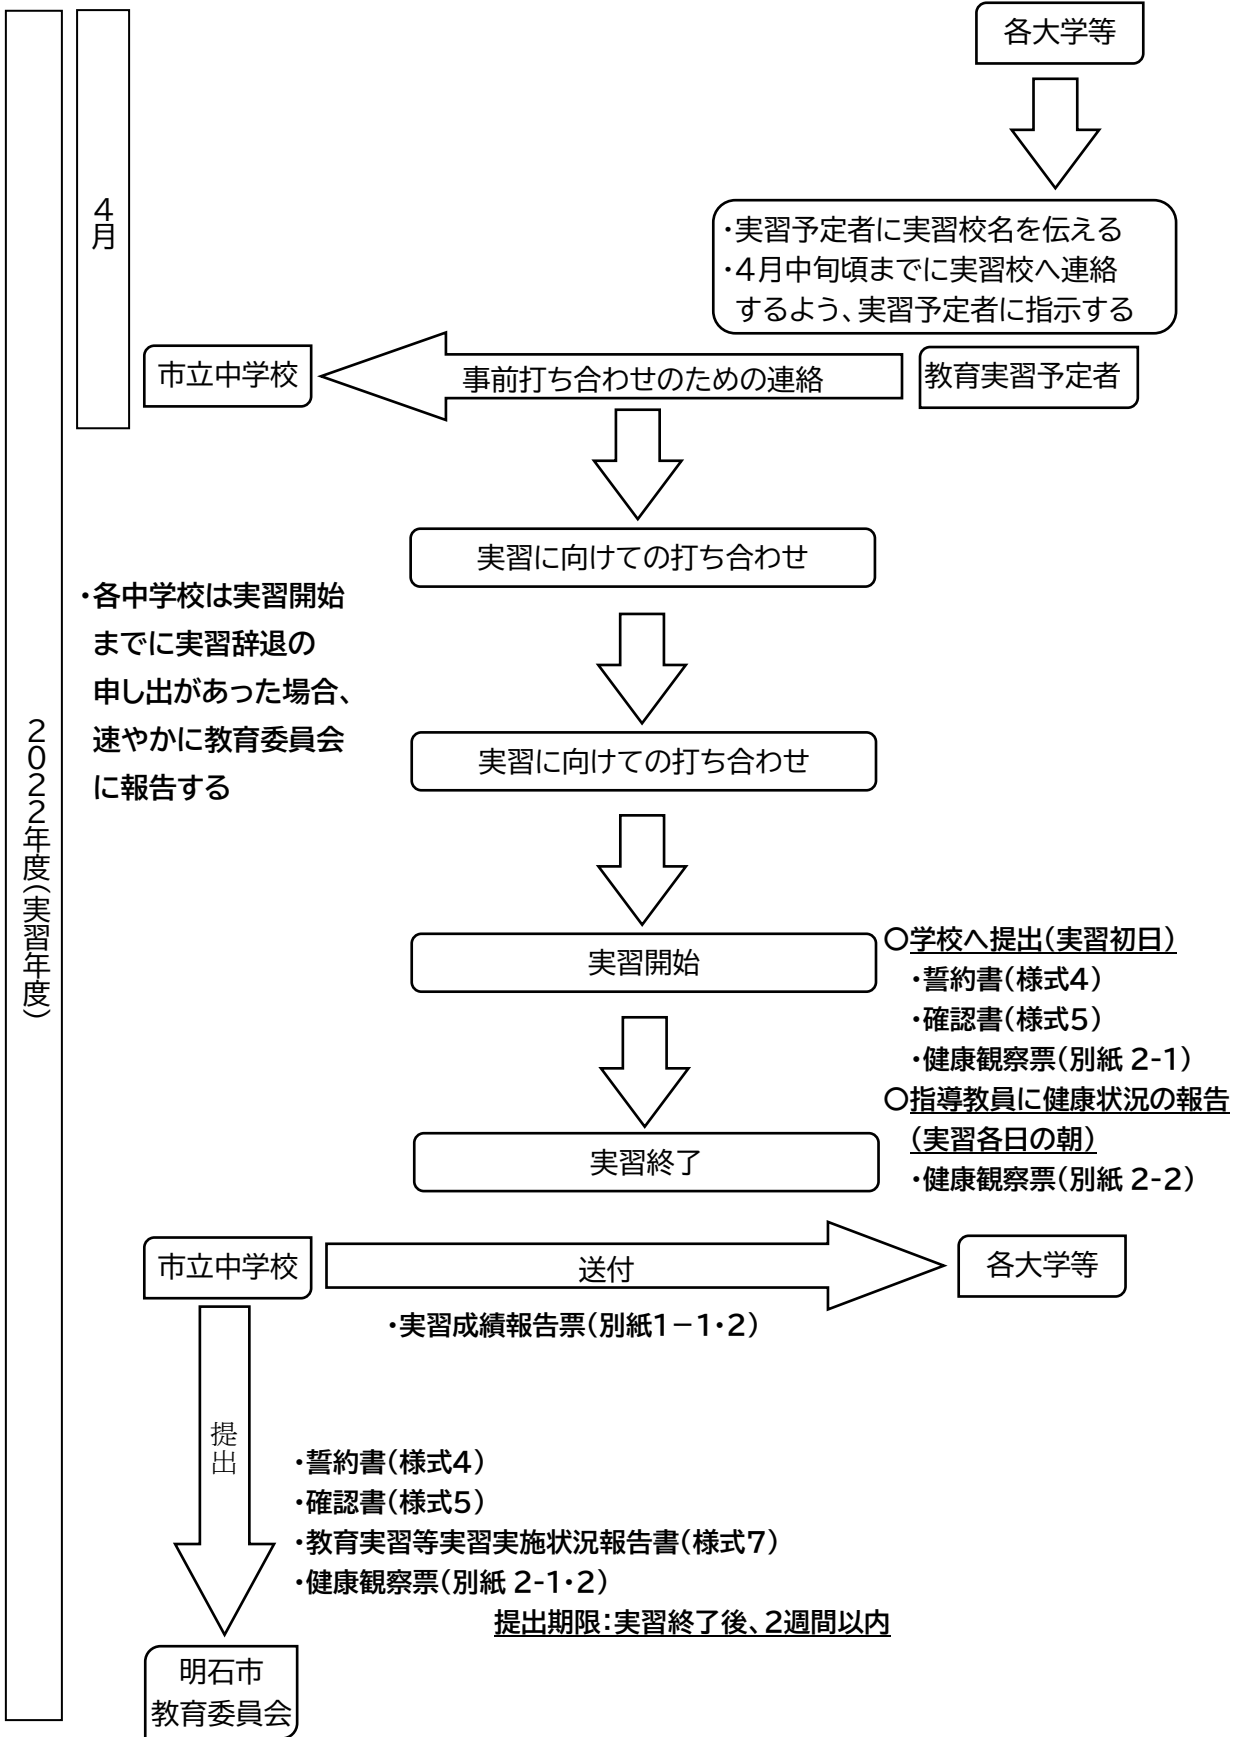 2022年度(実習年度)
4月
各大学等
・実習予定者に実習校名を伝える
・4月中旬頃までに実習校へ連絡
するよう、実習予定者に指示する
市立中学校
事前打ち合わせのための連絡
教育実習予定者
実習に向けての打ち合わせ
・各中学校は実習開始
までに実習辞退の
申し出があった場合、
速やかに教育委員会
に報告する
実習に向けての打ち合わせ
実習開始
〇学校へ提出(実習初日)
・誓約書(様式4)
・確認書(様式5)
・健康観察票(別紙 2-1)
〇指導教員に健康状況の報告
(実習各日の朝)
・健康観察票(別紙 2-2)
実習終了
市立中学校
送付
各大学等
・実習成績報告票(別紙1-1・2)
提出
・誓約書(様式4)
・確認書(様式5)
・教育実習等実習実施状況報告書(様式7)
・健康観察票(別紙 2-1・2)
提出期限:実習終了後、2週間以内
明石市
教育委員会